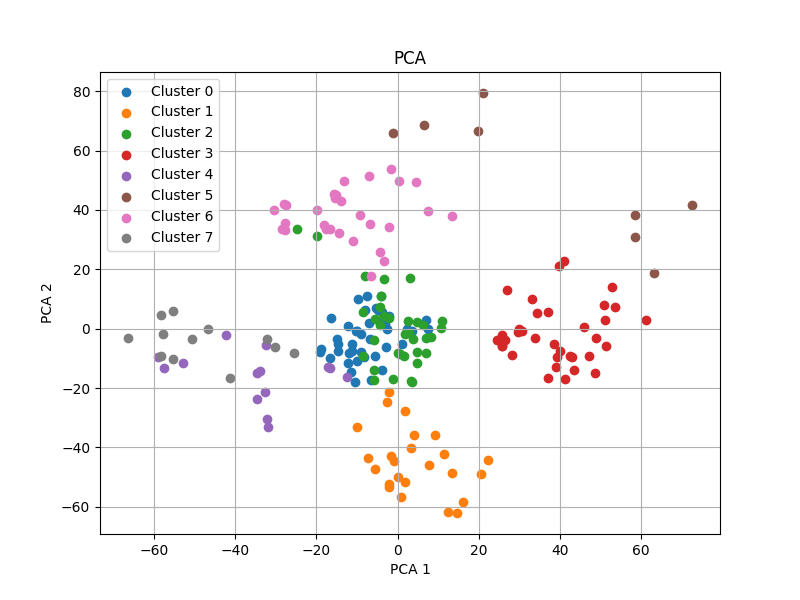 PCA
Cluster 0
Cluster 1
Cluster 2
Cluster 3
Cluster 4
Cluster 5
Cluster 6
Cluster 7
80
60
40
20
0
−20
−40
−60
PCA 2
−60 −40 −20 0 20 40 60
PCA 1